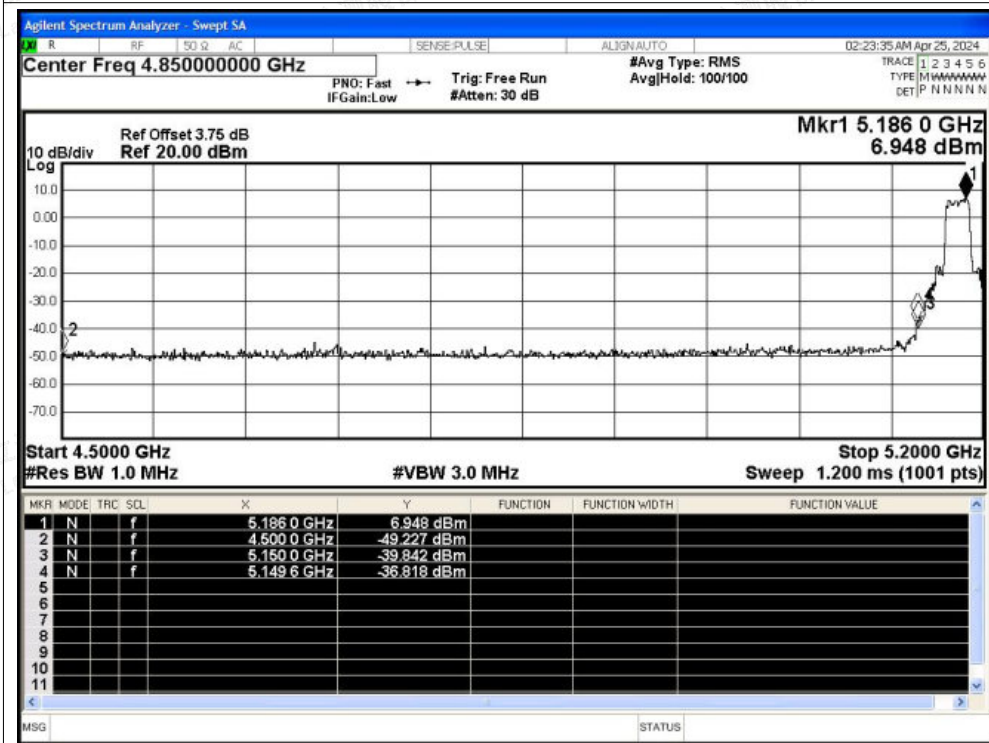 Agilent Spectrum Analyzer - Swept SA
LXI R RF 50 Ω AC SENSE:PULSE ALIGN AUTO 02:23:35 AM Apr 25, 2024
Center Freq 4.850000000 GHz #Avg Type: RMS TRACE 1 2 3 4 5 6
PNO: Fast Trig: Free Run Avg|Hold: 100/100 TYPE M
IFGain:Low #Atten: 30 dB DET P N N N N N
Mkr1 5.186 0 GHz
Ref Offset 3.75 dB 6.948 dBm
10 dB/div Ref 20.00 dBm
Log
1
10.0
0.00
-10.0
-20.0
-30.0
3
-40.0
2
-50.0
-60.0
-70.0
Start 4.5000 GHz Stop 5.2000 GHz
#Res BW 1.0 MHz #VBW 3.0 MHz Sweep 1.200 ms (1001 pts)
MKR MODE TRC SCL X Y FUNCTION FUNCTION WIDTH FUNCTION VALUE
1 N f 5.186 0 GHz 6.948 dBm
2 N f 4.500 0 GHz -49.227 dBm
3 N f 5.150 0 GHz -39.842 dBm
4 N f 5.149 6 GHz -36.818 dBm
5
6
7
8
9
10
11
MSG STATUS